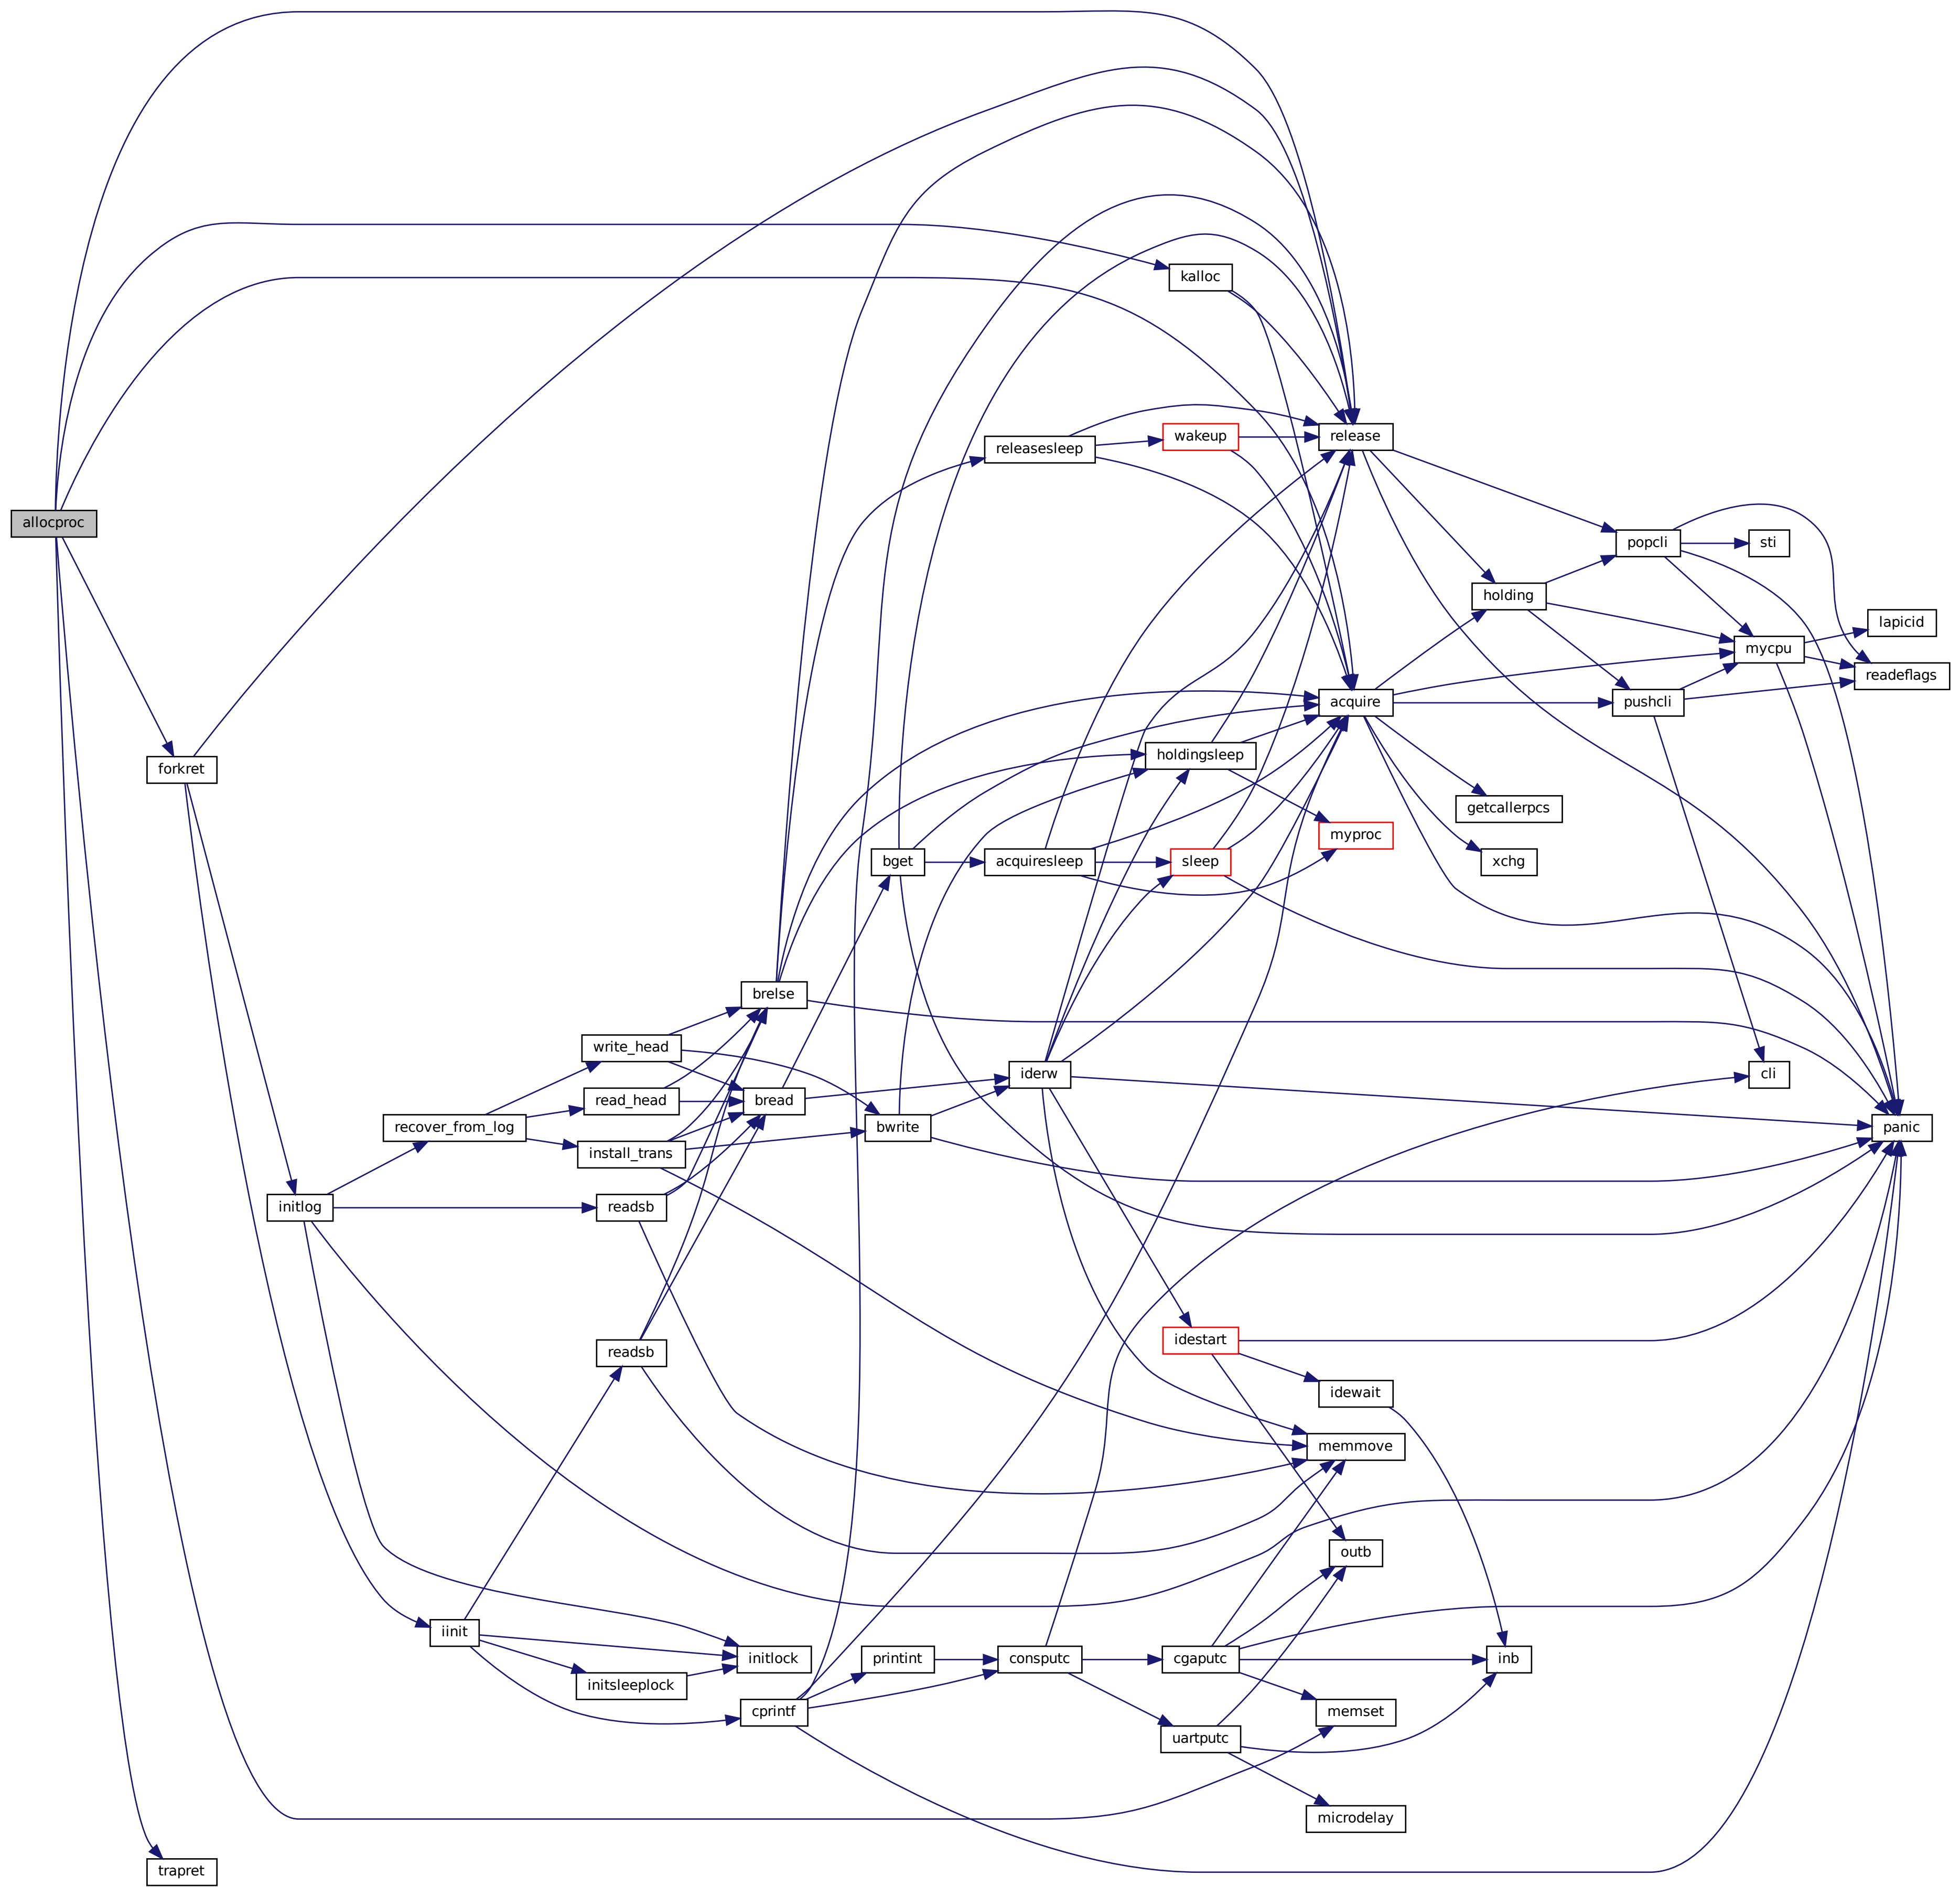 allocproc
forkret
trapret
initlog
recover_from_log
iinit
write_head
read_head
install_trans
readsb
readsb
initsleeplock
brelse
bread
initlock
cprintf
bget
bwrite
printint
releasesleep
acquiresleep
iderw
consputc
kalloc
wakeup
holdingsleep
sleep
idestart
cgaputc
uartputc
release
acquire
myproc
idewait
memmove
outb
memset
microdelay
holding
getcallerpcs
xchg
inb
popcli
pushcli
sti
mycpu
cli
lapicid
readeflags
panic